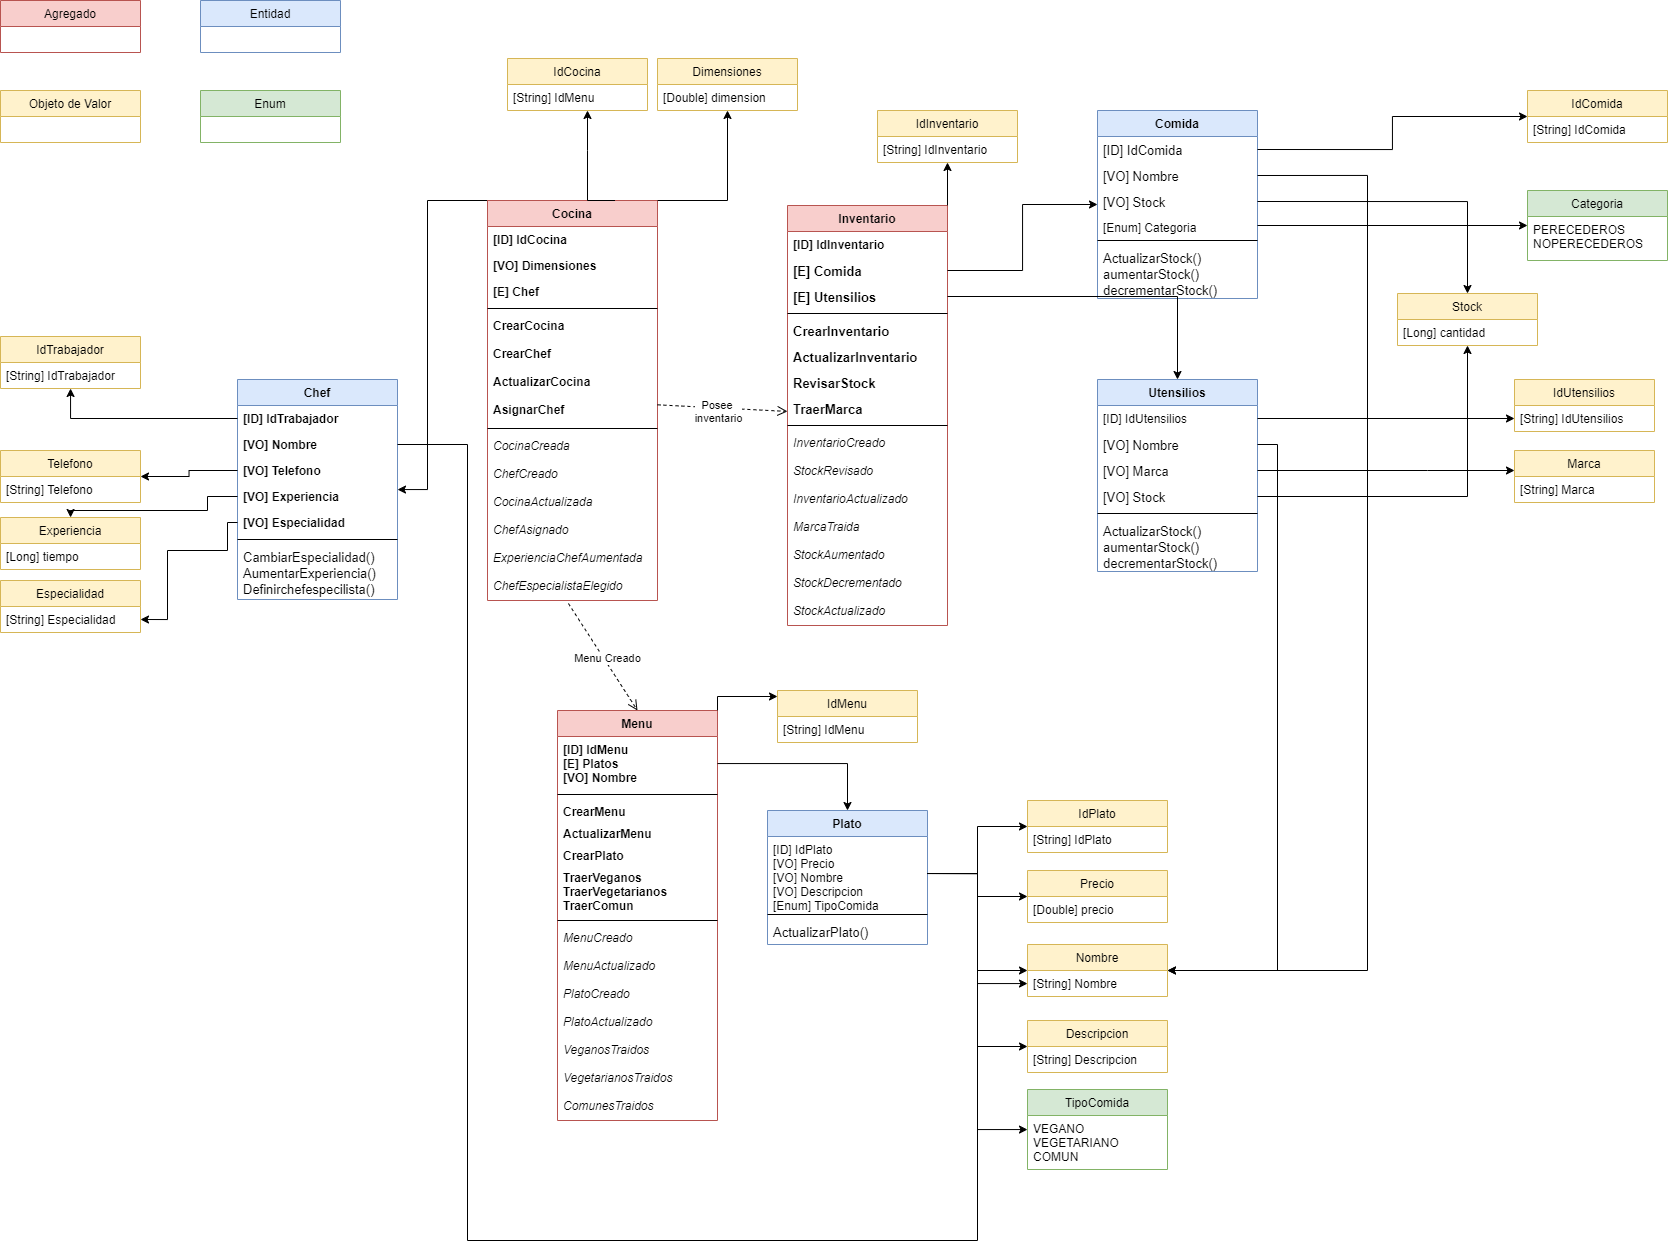 Agregado
Entidad
Objeto de Valor
Enum
IdCocina
[String] IdMenu
Dimensiones
[Double] dimension
IdInventario
[String] IdInventario
Comida
[ID] IdComida
[VO] Nombre
[VO] Stock
[Enum] Categoria
ActualizarStock()
aumentarStock()
decrementarStock()
IdComida
[String] IdComida
Categoria
PERECEDEROS
NOPERECEDEROS
Stock
[Long] cantidad
Cocina
[ID] IdCocina
[VO] Dimensiones
[E] Chef
CrearCocina
CrearChef
ActualizarCocina
AsignarChef
CocinaCreada
ChefCreado
CocinaActualizada
ChefAsignado
ExperienciaChefAumentada
ChefEspecialistaElegido
Posee
inventario
Inventario
[ID] IdInventario
[E] Comida
[E] Utensilios
CrearInventario
ActualizarInventario
RevisarStock
TraerMarca
InventarioCreado
StockRevisado
InventarioActualizado
MarcaTraida
StockAumentado
StockDecrementado
StockActualizado
IdTrabajador
[String] IdTrabajador
Telefono
[String] Telefono
Experiencia
[Long] tiempo
Especialidad
[String] Especialidad
Chef
[ID] IdTrabajador
[VO] Nombre
[VO] Telefono
[VO] Experiencia
[VO] Especialidad
CambiarEspecialidad()
AumentarExperiencia()
Definirchefespecilista()
Utensilios
[ID] IdUtensilios
[VO] Nombre
[VO] Marca
[VO] Stock
ActualizarStock()
aumentarStock()
decrementarStock()
IdUtensilios
[String] IdUtensilios
Marca
[String] Marca
Menu Creado
Menu
[ID] IdMenu
[E] Platos
[VO] Nombre
CrearMenu
ActualizarMenu
CrearPlato
TraerVeganos
TraerVegetarianos
TraerComun
MenuCreado
MenuActualizado
PlatoCreado
PlatoActualizado
VeganosTraidos
VegetarianosTraidos
ComunesTraidos
IdMenu
[String] IdMenu
Plato
[ID] IdPlato
[VO] Precio
[VO] Nombre
[VO] Descripcion
[Enum] TipoComida
ActualizarPlato()
IdPlato
[String] IdPlato
Precio
[Double] precio
Nombre
[String] Nombre
Descripcion
[String] Descripcion
TipoComida
VEGANO
VEGETARIANO
COMUN